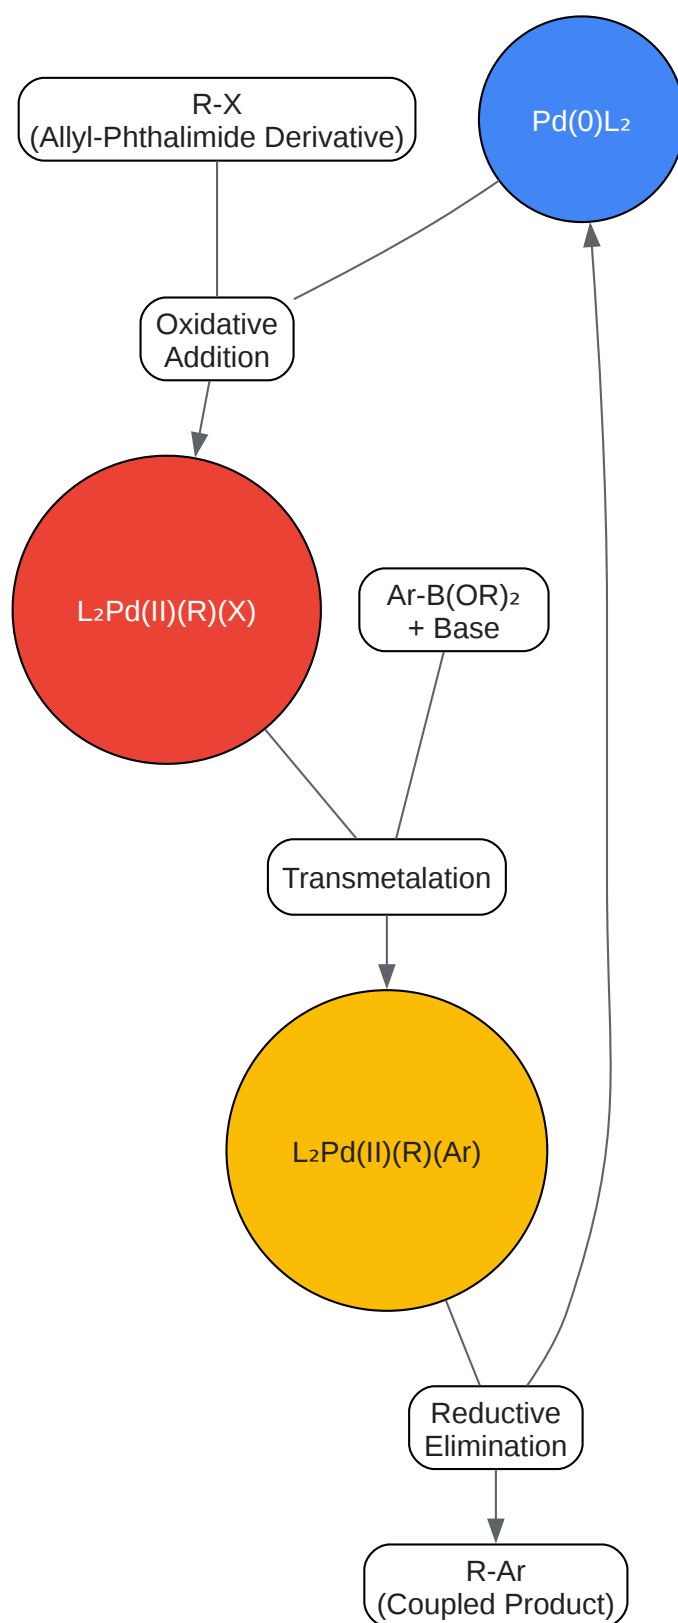 R-X
(Allyl-Phthalimide Derivative)
Pd(0)L₂
Oxidative
Addition
L₂Pd(II)(R)(X)
Ar-B(OR)₂
+ Base
Transmetalation
L₂Pd(II)(R)(Ar)
Reductive
Elimination
R-Ar
(Coupled Product)